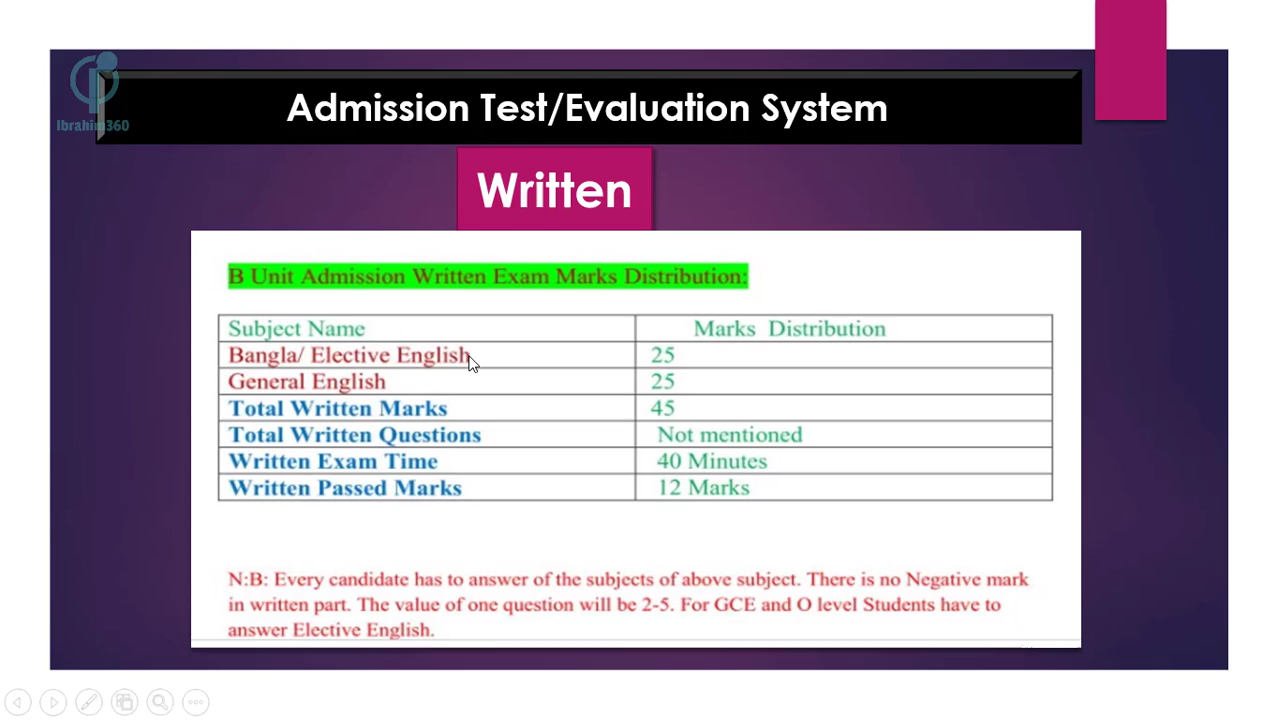 Ibrahim360
Admission Test/Evaluation System
Written
B Unit Admission Written Exam Marks Distribution:
Subject Name Marks Distribution
Bangla/ Elective English 25
General English 25
Total Written Marks 45
Total Written Questions Not mentioned
Written Exam Time 40 Minutes
Written Passed Marks 12 Marks
N:B: Every candidate has to answer of the subjects of above subject. There is no Negative mark
in written part. The value of one question will be 2-5. For GCE and O level Students have to
answer Elective English.